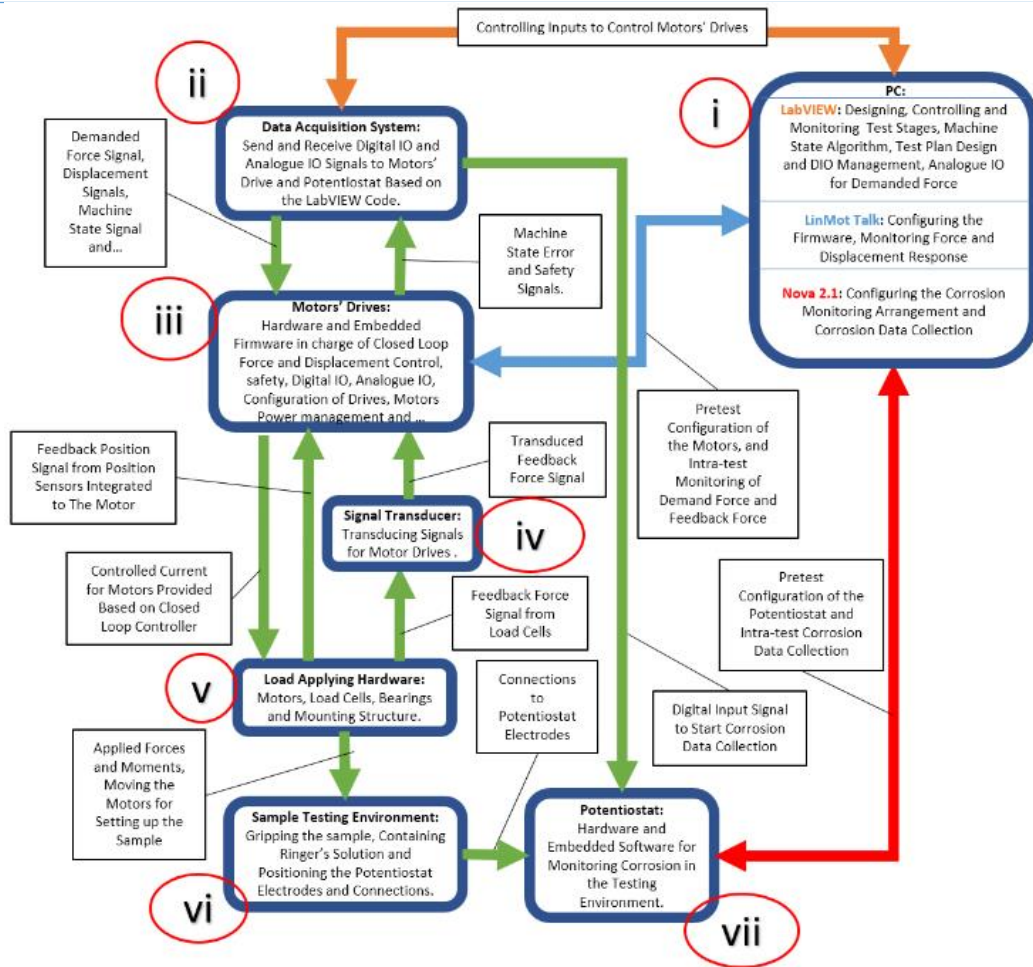 Controlling Inputs to Control Motors' Drives
ii
Data Acquisition System:
Send and Receive Digital IO and
Analogue IO Signals to Motors'
Drive and Potentiostat Based on
the LabVIEW Code.
i
PC:
LabVIEW: Designing, Controlling and
Monitoring Test Stages, Machine
State Algorithm, Test Plan Design
and DIO Management, Analogue IO
for Demanded Force
LinMot Talk: Configuring the
Firmware, Monitoring Force and
Displacement Response
Nova 2.1: Configuring the Corrosion
Monitoring Arrangement and
Corrosion Data Collection
Demanded
Force Signal,
Displacement
Signals,
Machine
State Signal
and...
Machine
State Error
and Safety
Signals.
iii
Motors' Drives:
Hardware and Embedded
Firmware in charge of Closed Loop
Force and Displacement Control,
safety, Digital IO, Analogue IO,
Configuration of Drives, Motors
Power management and ...
Feedback Position
Signal from Position
Sensors Integrated
to The Motor
Transduced
Feedback
Force Signal
Pretest
Configuration
of the
Motors, and
Intra-test
Monitoring of
Demand Force and
Feedback Force
Signal Transducer:
Transducing Signals
for Motor Drives .
iv
Controlled Current
for Motors Provided
Based on Closed
Loop Controller
Feedback Force
Signal from
Load Cells
Pretest
Configuration of the
Potentiostat and
Intra-test Corrosion
Data Collection
v
Load Applying Hardware:
Motors, Load Cells, Bearings
and Mounting Structure.
Connections
to
Potentiostat
Electrodes
Digital Input Signal
to Start Corrosion
Data Collection
Applied Forces
and Moments,
Moving the
Motors for
Setting up the
Sample
Sample Testing Environment:
Gripping the sample, Containing
Ringer's Solution and
Positioning the Potentiostat
Electrodes and Connections.
vi
Potentiostat:
Hardware and
Embedded Software for
Monitoring Corrosion in
the Testing
Environment.
vii